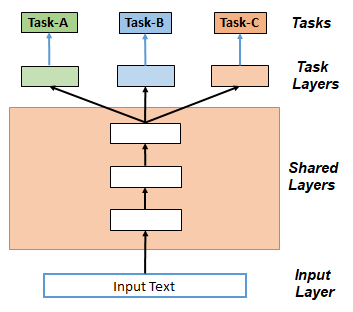 Task-A Task-B Task-C Tasks
Task
Layers
Shared
Layers
Input Text
Input
Layer